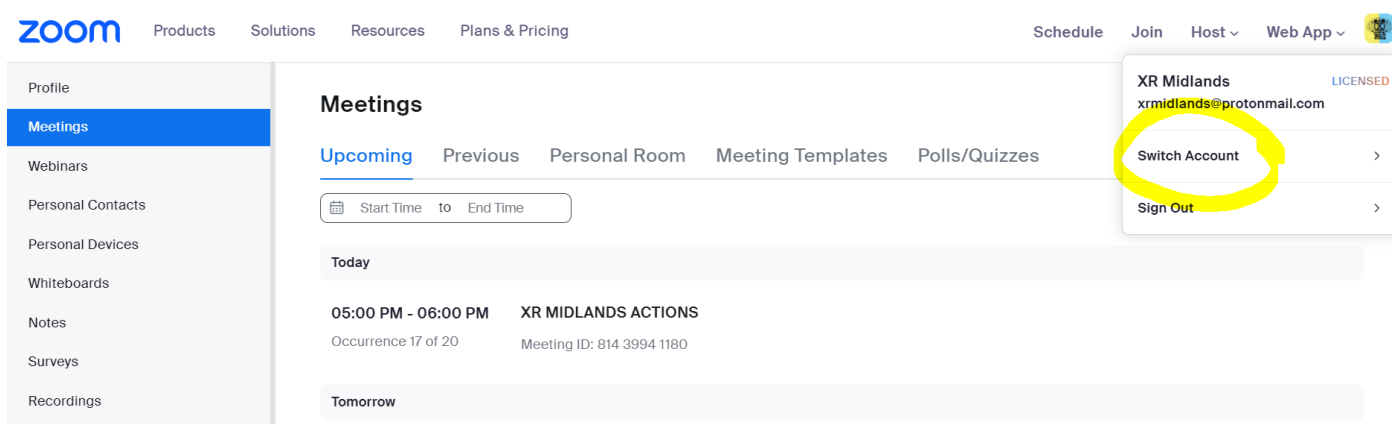 zoom Products Solutions Resources Plans & Pricing Schedule Join Host Web App
XR Midlands LICENSED
xrmidlands@protonmail.com
Switch Account
Sign Out
Profile
Meetings
Webinars
Personal Contacts
Personal Devices
Whiteboards
Notes
Surveys
Recordings
Meetings
Upcoming Previous Personal Room Meeting Templates Polls/Quizzes
Start Time to End Time
Today
05:00 PM - 06:00 PM XR MIDLANDS ACTIONS
Occurrence 17 of 20 Meeting ID: 814 3994 1180
Tomorrow